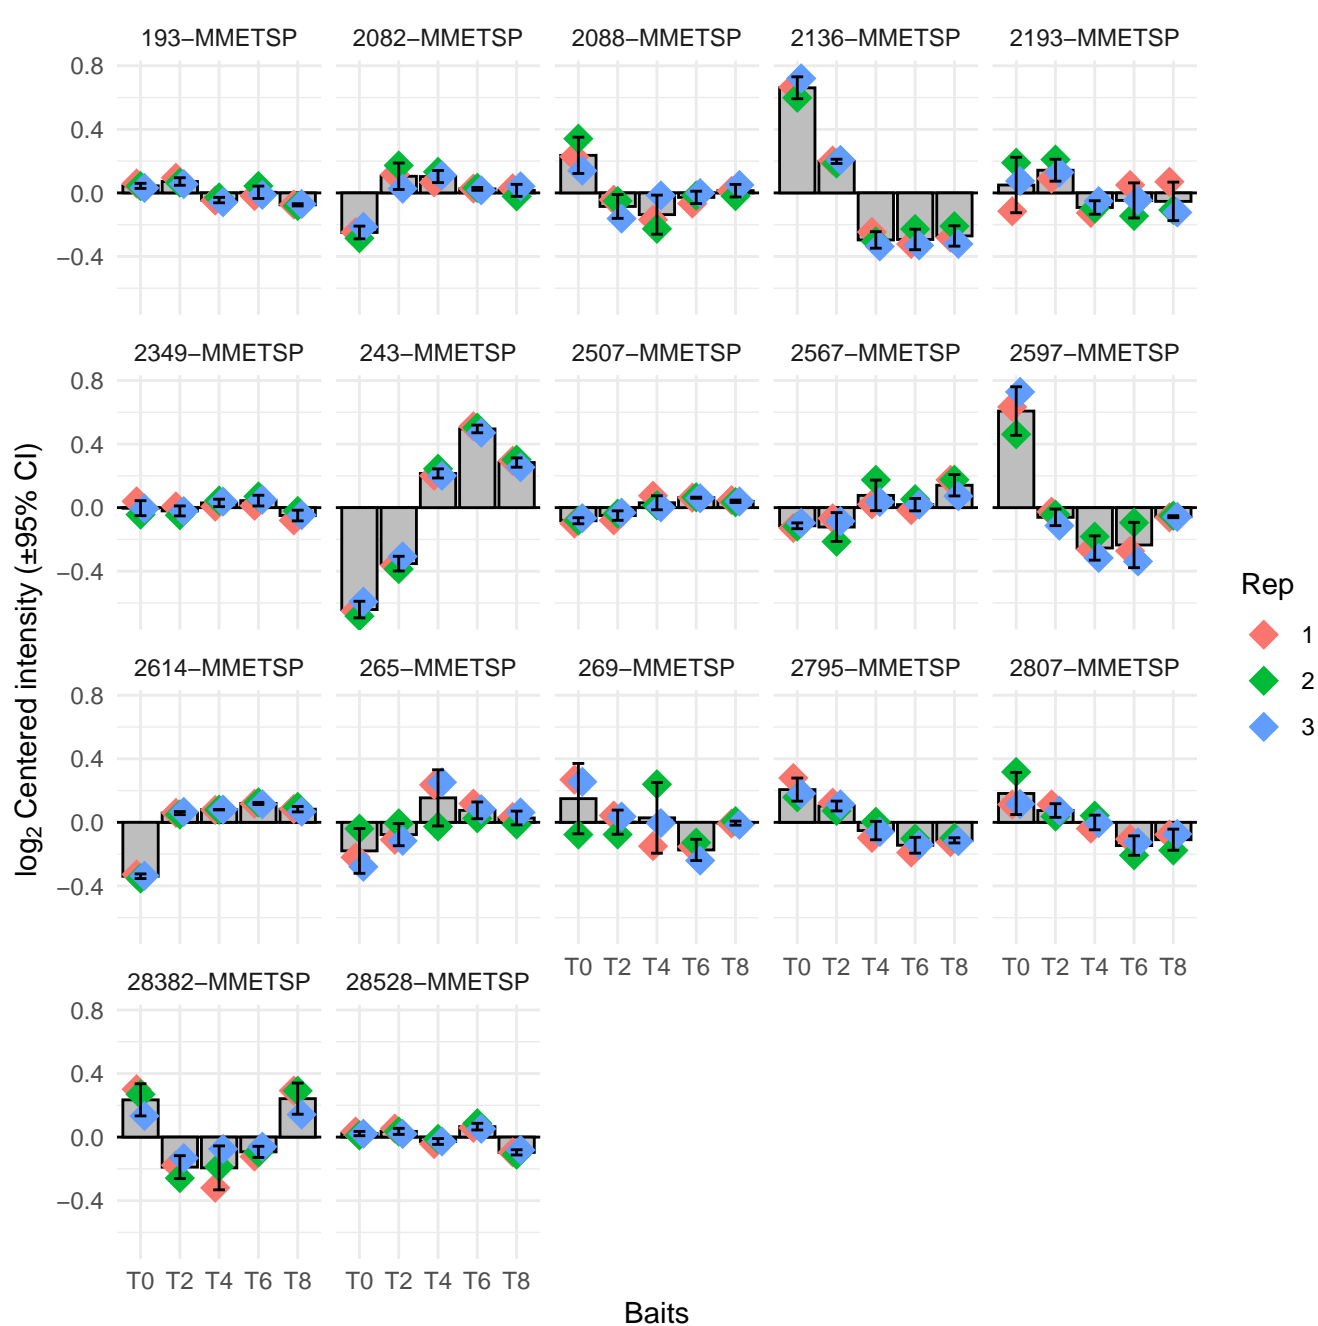 193−MMETSP 2082−MMETSP 2088−MMETSP 2136−MMETSP 2193−MMETSP
0.8
0.4
0.0
−0.4
2349−MMETSP 243−MMETSP 2507−MMETSP 2567−MMETSP 2597−MMETSP
0.8
0.4
0.0
−0.4
2614−MMETSP 265−MMETSP 269−MMETSP 2795−MMETSP 2807−MMETSP
0.8
0.4
0.0
−0.4
T0 T2 T4 T6 T8 T0 T2 T4 T6 T8 T0 T2 T4 T6 T8
28382−MMETSP 28528−MMETSP
0.8
0.4
0.0
−0.4
T0 T2 T4 T6 T8 T0 T2 T4 T6 T8
Baits
log2 Centered intensity (±95% CI)
Rep
1
2
3